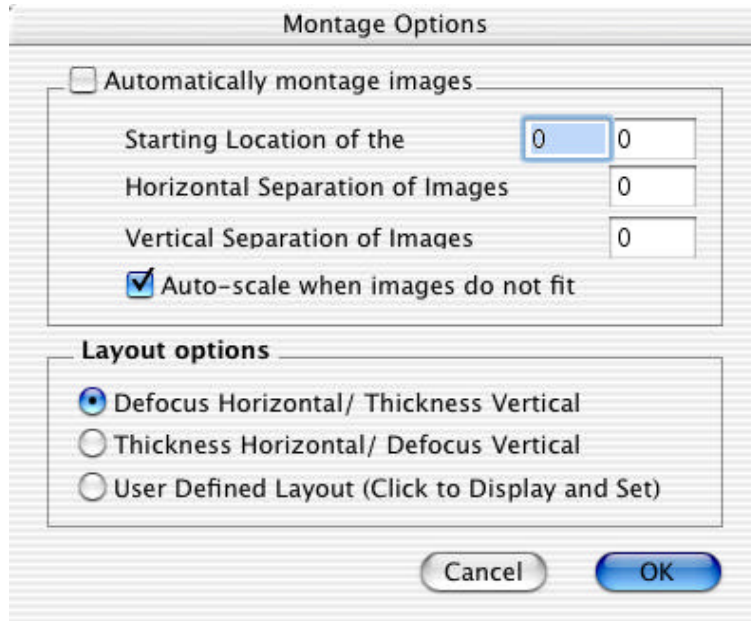 Montage Options
Automatically montage images
Starting Location of the 0 0
Horizontal Separation of Images 0
Vertical Separation of Images 0
Auto-scale when images do not fit
Layout options
Defocus Horizontal/ Thickness Vertical
Thickness Horizontal/ Defocus Vertical
User Defined Layout (Click to Display and Set)
Cancel OK